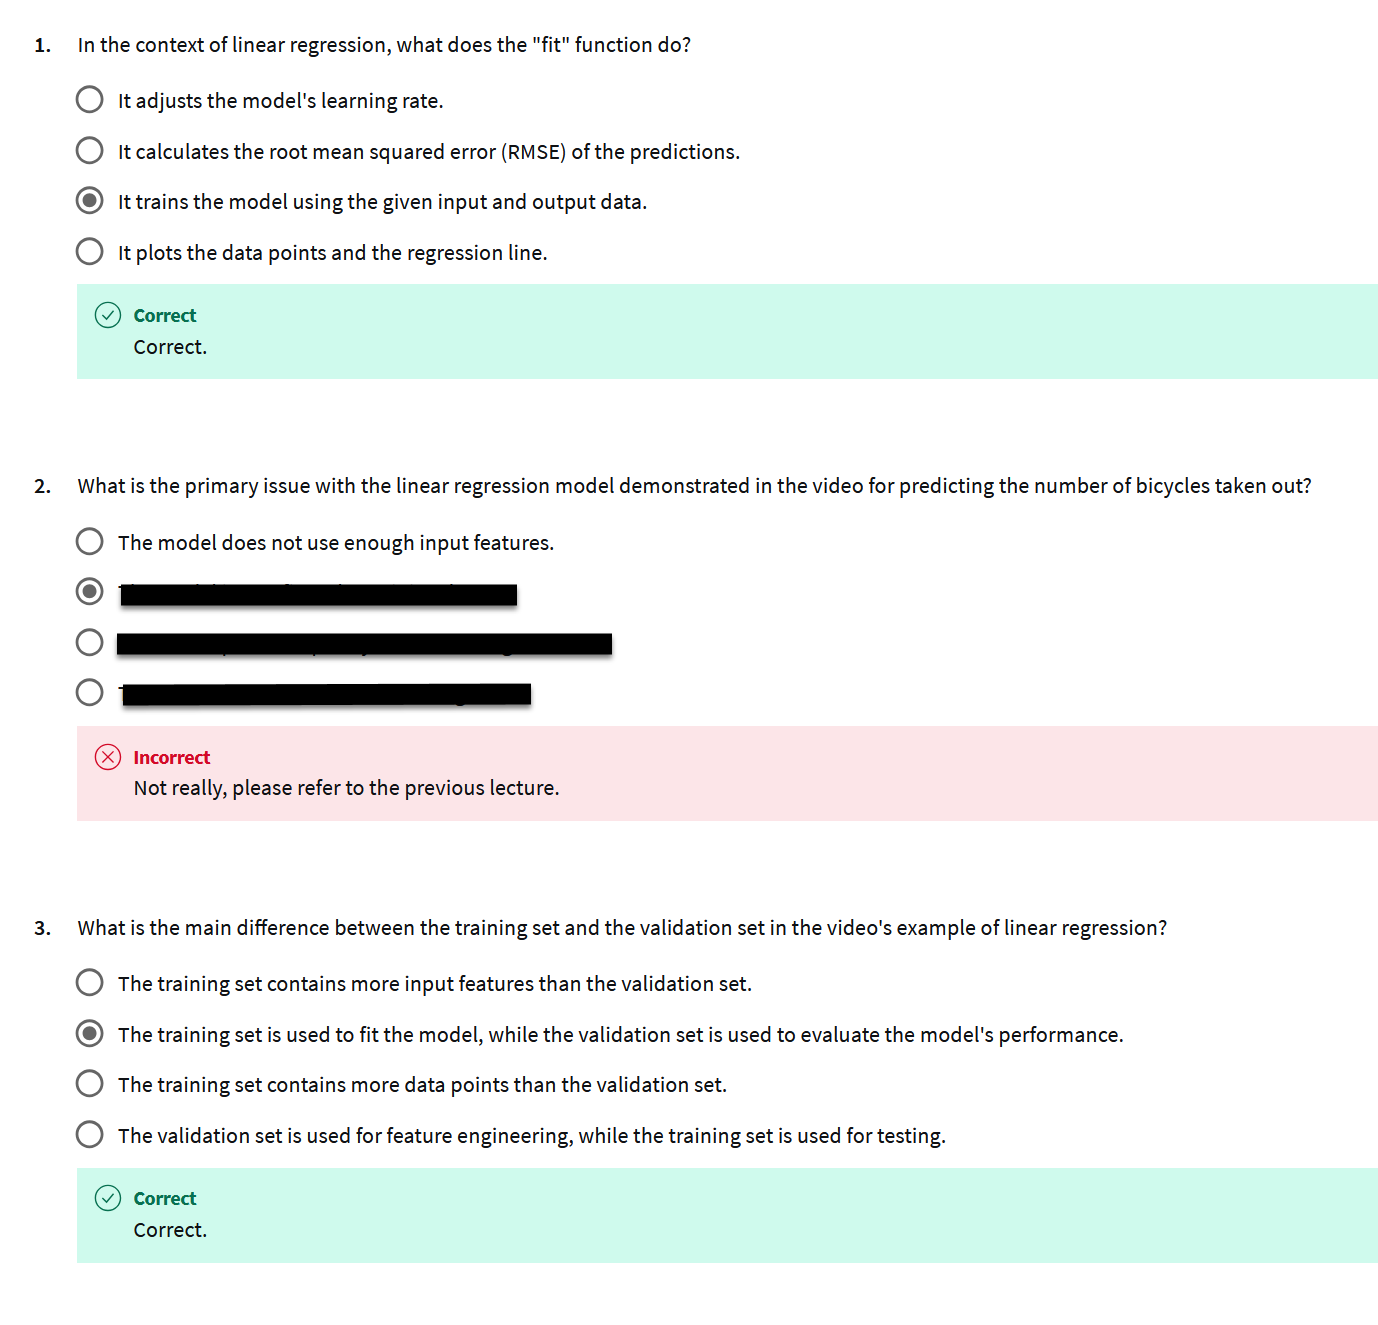 1. In the context of linear regression, what does the "fit" function do?
It adjusts the model's learning rate.
It calculates the root mean squared error (RMSE) of the predictions.
It trains the model using the given input and output data.
It plots the data points and the regression line.
Correct
Correct.
2. What is the primary issue with the linear regression model demonstrated in the video for predicting the number of bicycles taken out?
The model does not use enough input features.
Incorrect
Not really, please refer to the previous lecture.
3. What is the main difference between the training set and the validation set in the video's example of linear regression?
The training set contains more input features than the validation set.
The training set is used to fit the model, while the validation set is used to evaluate the model's performance.
The training set contains more data points than the validation set.
The validation set is used for feature engineering, while the training set is used for testing.
Correct
Correct.